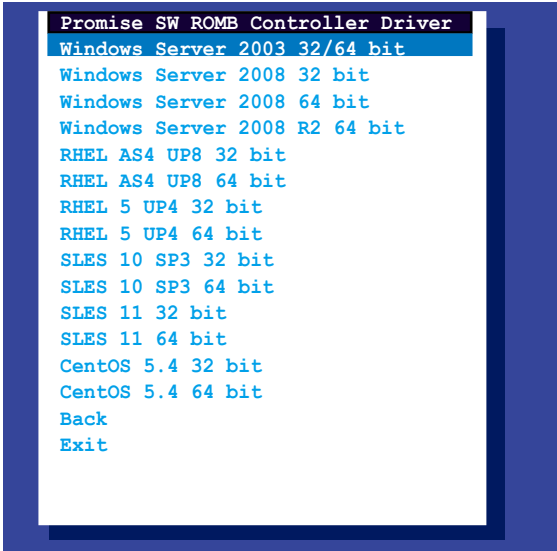 Promise SW ROMB Controller Driver
Windows Server 2003 32/64 bit
Windows Server 2008 32 bit
Windows Server 2008 64 bit
Windows Server 2008 R2 64 bit
RHEL AS4 UP8 32 bit
RHEL AS4 UP8 64 bit
RHEL 5 UP4 32 bit
RHEL 5 UP4 64 bit
SLES 10 SP3 32 bit
SLES 10 SP3 64 bit
SLES 11 32 bit
SLES 11 64 bit
CentOS 5.4 32 bit
CentOS 5.4 64 bit
Back
Exit